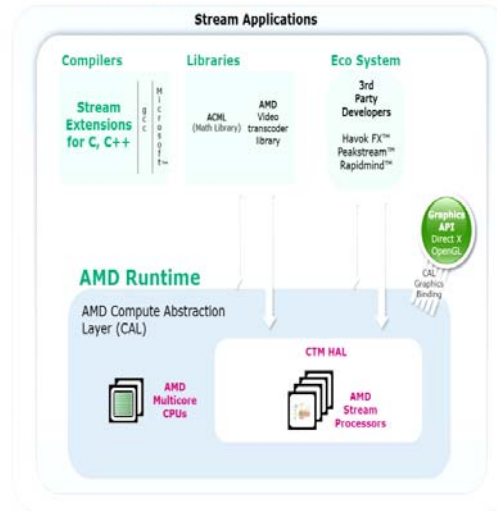 Stream Applications
Compilers
Libraries
Eco System
Stream
Extensions
for C, C++
gcc
Microsoft™
ACML
(Math Library)
AMD
Video
transcoder
library
3rd
Party
Developers
Havok FX™
Peakstream™
Rapidmind™
Graphics
API
Direct X
OpenGL
CAL
Graphics
Binding
AMD Runtime
AMD Compute Abstraction
Layer (CAL)
CTM HAL
AMD
Multicore
CPUs
AMD
Stream
Processors